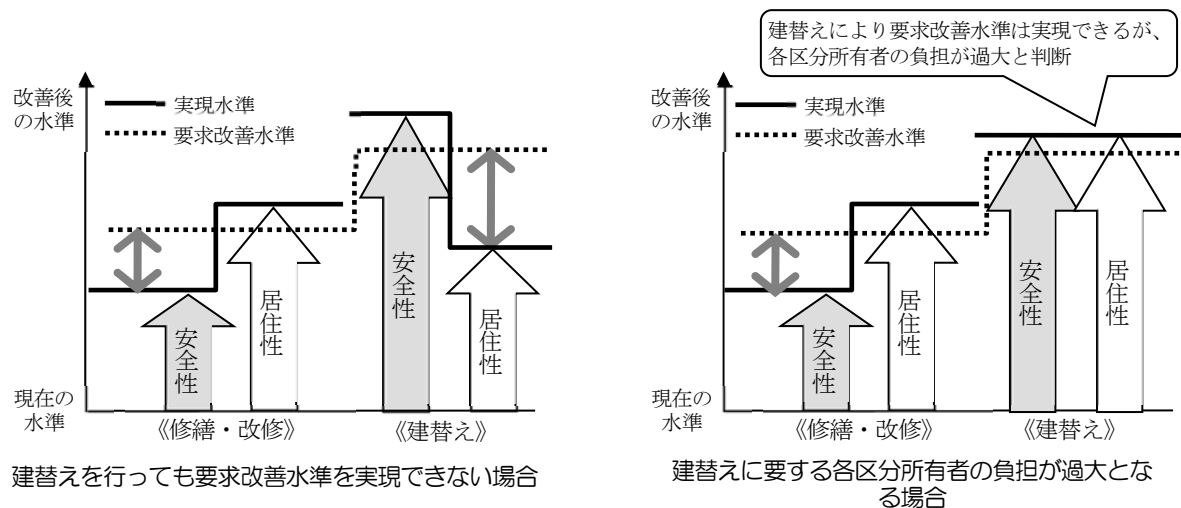 改善後
の水準
実現水準
要求改善水準
安全性
居住性
安全性
居住性
現在の
水準
《修繕・改修》
《建替え》
建替えを行っても要求改善水準を実現できない場合
建替えにより要求改善水準は実現できるが、
各区分所有者の負担が過大と判断
改善後
の水準
実現水準
要求改善水準
安全性
居住性
安全性
居住性
現在の
水準
《修繕・改修》
《建替え》
建替えに要する各区分所有者の負担が過大とな
る場合